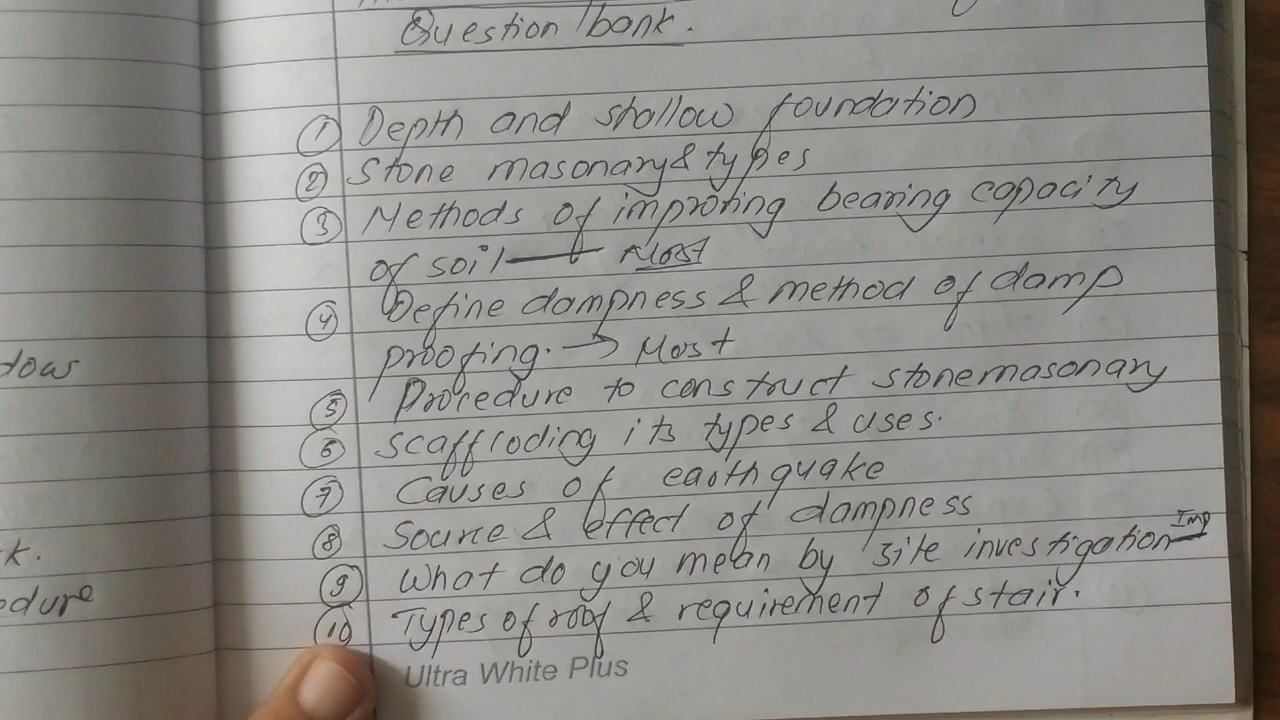 Question bank.
① Depth and shallow foundation
② Stone masonary & types
③ Methods of improving bearing capacity
of soil → Most
④ Define dampness & method of damp
proofing. → Most
⑤ Procedure to construct stonemasonary
⑥ scaffloding its types & uses.
⑦ Causes of earthquake
⑧ Source & effect of dampness
⑨ What do you mean by site investigation Imp
⑩ Types of roof & requirement of stair.
Ultra White Plus
dows
k.
edure